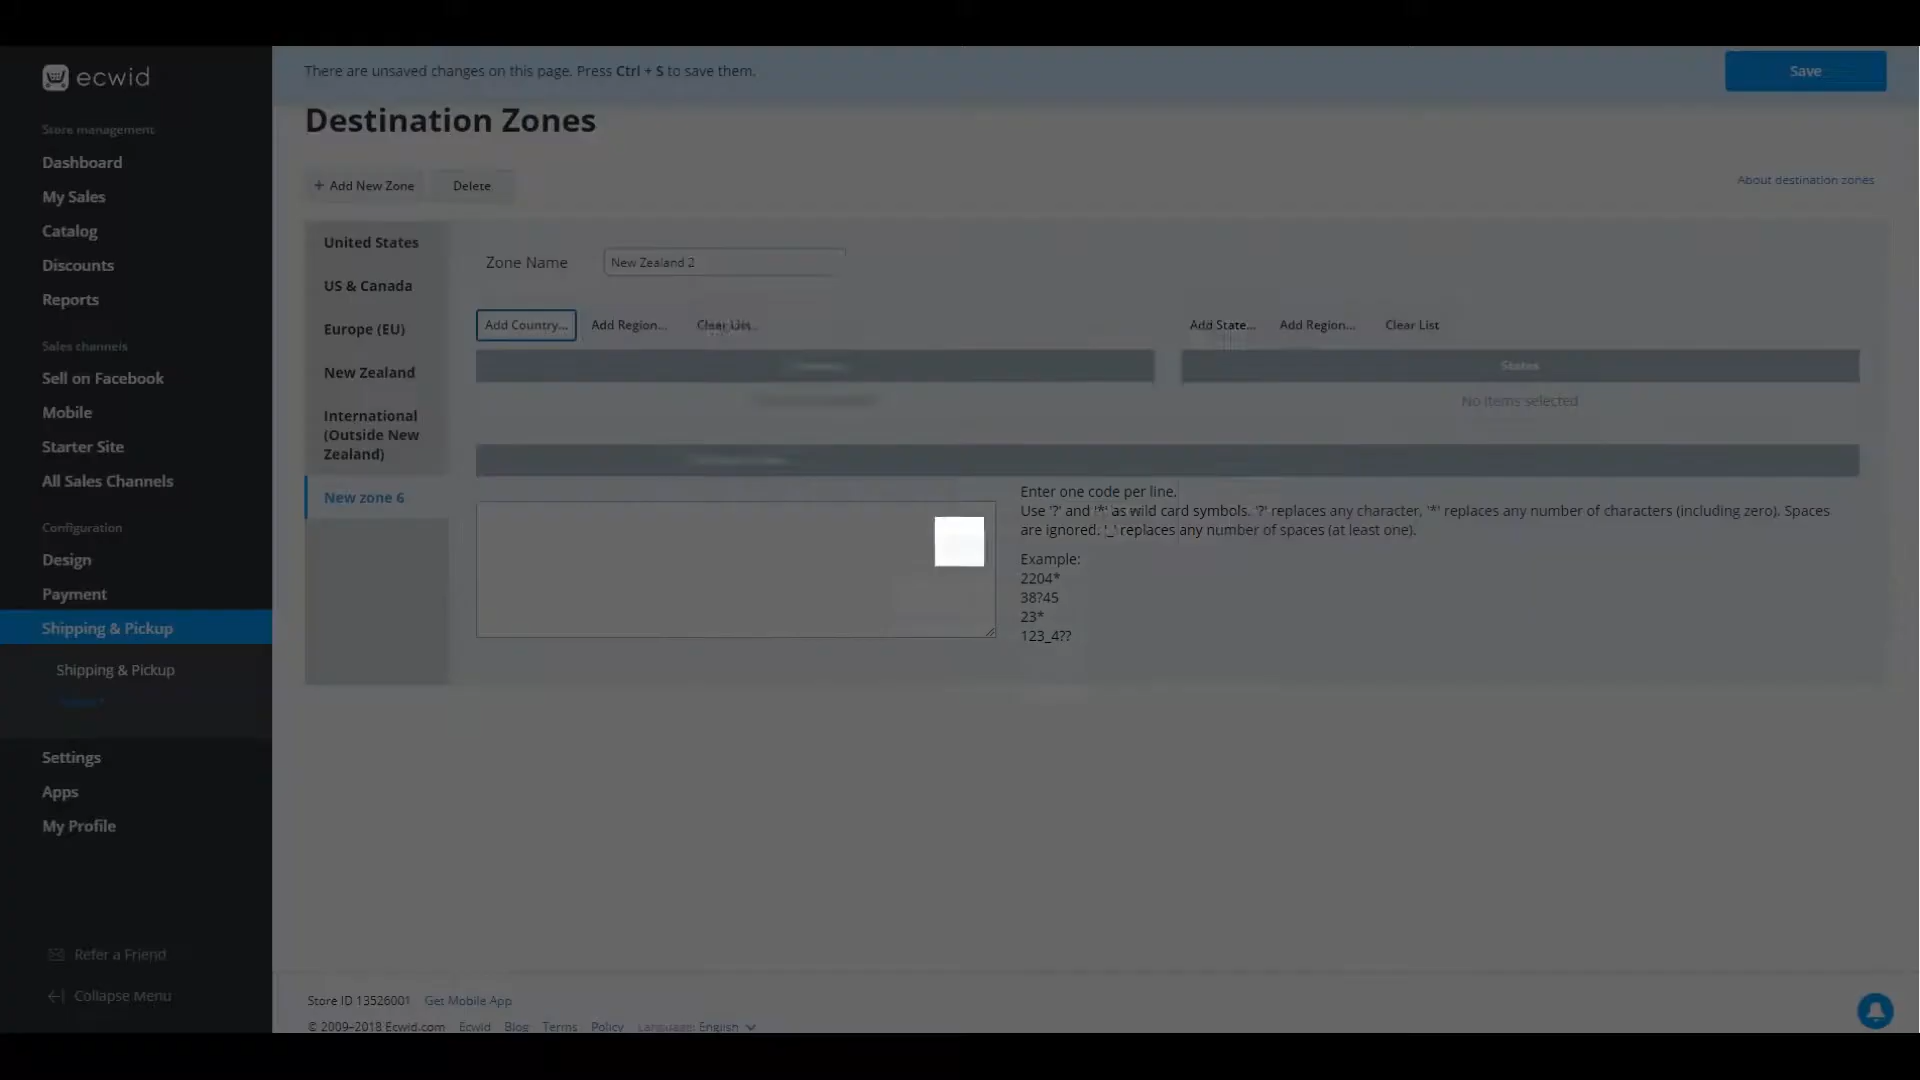 ecwid
Store management
Dashboard
My Sales
Catalog
Discounts
Reports
Sales channels
Sell on Facebook
Mobile
Starter Site
All Sales Channels
Configuration
Design
Payment
Shipping & Pickup
Shipping & Pickup
Settings
Apps
My Profile
Refer a Friend
Collapse Menu
There are unsaved changes on this page. Press Ctrl + S to save them.
Save
Destination Zones
+ Add New Zone
Delete
About destination zones
United States
US & Canada
Europe (EU)
New Zealand
International
(Outside New
Zealand)
New zone 6
Zone Name
New Zealand 2
Add Country...
Add Region...
Clear List
Add State...
Add Region...
Clear List
States
No items selected
Enter one code per line.
Use '?' and '*' as wild card symbols. '?' replaces any character, '*' replaces any number of characters (including zero). Spaces
are ignored. '_' replaces any number of spaces (at least one).
Example:
2204*
38?45
23*
123_4??
Store ID 13526001 Get Mobile App
© 2009–2018 Ecwid.com Ecwid Blog Terms Policy Language: English